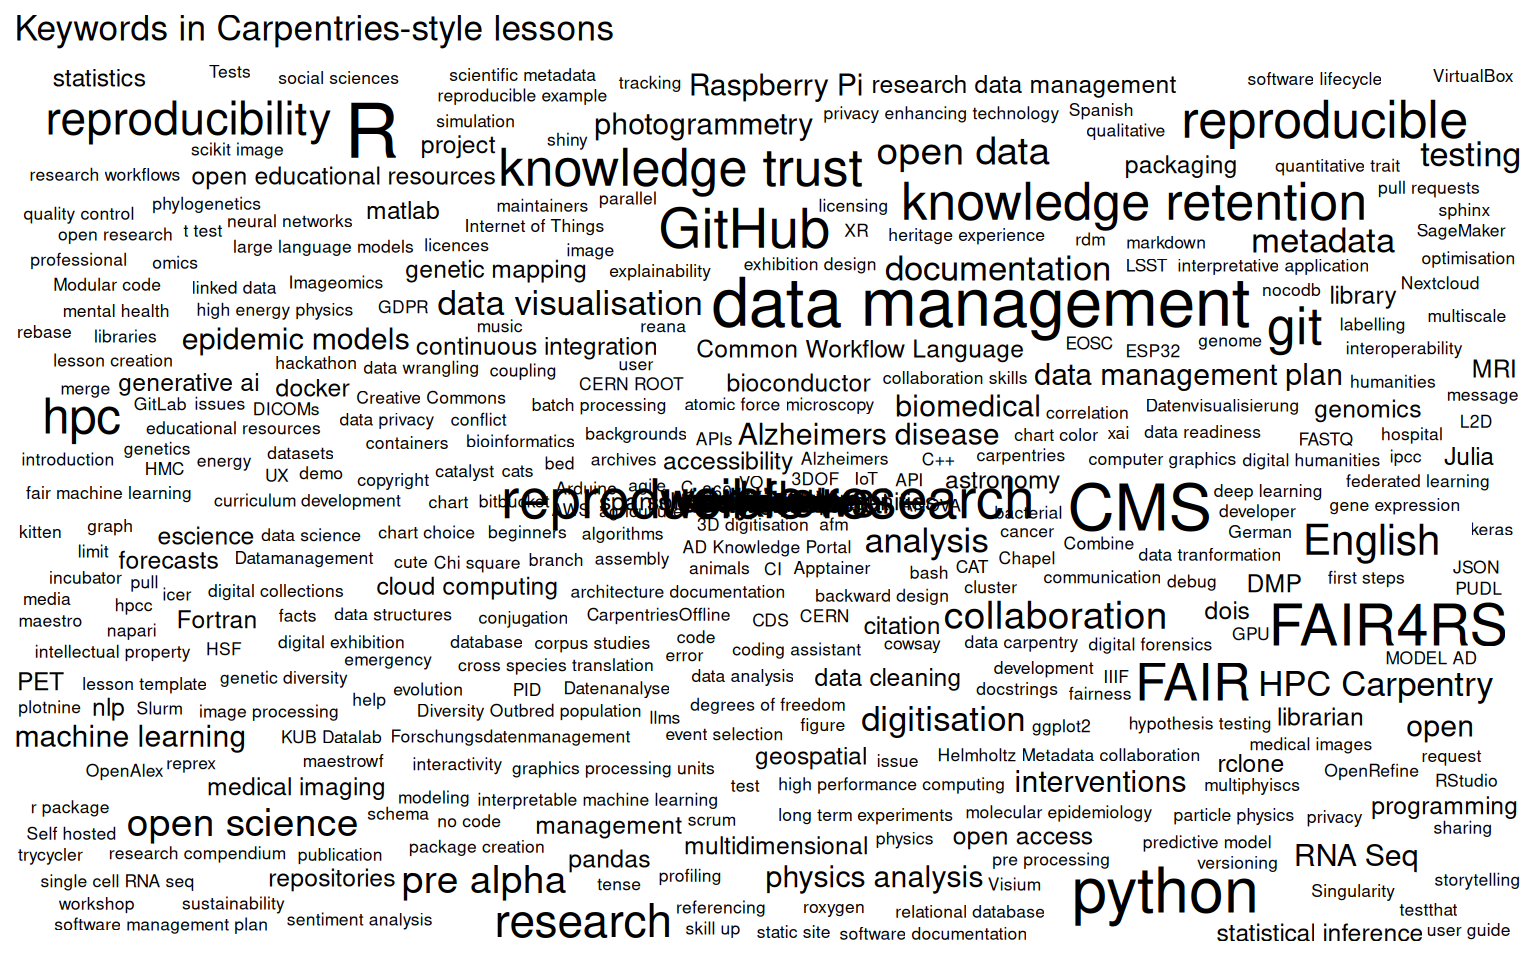 Keywords in Carpentries-style lessons
statistics Tests social sciences scientific metadata tracking Raspberry Pi research data management software lifecycle VirtualBox
reproducible example
reproducibility R simulation shiny photogrammetry privacy enhancing technology Spanish qualitative reproducible
scikit image project knowledge trust open data packaging quantitative trait testing
research workflows open educational resources knowledge retention pull requests
quality control phylogenetics neural networks matlab maintainers parallel GitHub licensing sphinx
open research t test large language models licences Internet of Things image XR heritage experience rdm markdown metadata SageMaker
professional omics genetic mapping explainability exhibition design documentation LSST interpretative application optimisation
Modular code linked data Imageomics data management nocodb library Nextcloud
mental health high energy physics GDPR data visualisation git labelling multiscale
rebase libraries epidemic models music reana continuous integration Common Workflow Language EOSC ESP32 genome interoperability
lesson creation hackathon data wrangling coupling user MRI
merge generative ai docker CERN ROOT bioconductor collaboration skills data management plan humanities message
hpc GitLab issues DICOMs Creative Commons batch processing atomic force microscopy biomedical correlation Datenvisualisierung genomics L2D
educational resources data privacy conflict
genetics containers bioinformatics backgrounds APIs Alzheimers disease chart color xai data readiness FASTQ hospital
introduction HMC energy datasets bed archives accessibility Alzheimers C++ carpentries computer graphics digital humanities ipcc Julia
UX demo copyright catalyst cats 3DOF IoT API astronomy federated learning
fair machine learning curriculum development chart bitbucket Arduino agile CMS deep learning gene expression
AWS bacterial developer
kitten graph escience data science chart choice beginners algorithms 3D digitisation afm cancer German keras
limit forecasts Datamanagement cute Chi square branch assembly AD Knowledge Portal analysis Chapel Combine data tranformation English
incubator pull icer digital collections cloud computing animals CI Apptainer bash CAT communication debug DMP first steps JSON
media hpcc architecture documentation backward design cluster PUDL
maestro napari Fortran facts data structures conjugation CarpentriesOffline CDS CERN citation collaboration dois GPU FAIR4RS
intellectual property HSF digital exhibition database corpus studies code error coding assistant cowsay data carpentry digital forensics
emergency cross species translation MODEL AD
PET lesson template genetic diversity help evolution PID Datenanalyse data analysis data cleaning development docstrings IIIF fairness FAIR HPC Carpentry
plotnine nlp Slurm image processing Diversity Outbred population llms degrees of freedom figure digitisation ggplot2 hypothesis testing librarian open
machine learning KUB Datalab Forschungsdatenmanagement event selection medical images
OpenAlex reprex maestrowf interactivity graphics processing units geospatial issue Helmholtz Metadata collaboration rclone OpenRefine request
medical imaging test high performance computing interventions multiphyiscs RStudio
r package modeling interpretable machine learning
Self hosted open science schema no code management scrum long term experiments molecular epidemiology particle physics privacy programming sharing
trycycler research compendium publication package creation pandas multidimensional physics open access predictive model
single cell RNA seq repositories pre alpha tense profiling physics analysis Visium pre processing versioning RNA Seq storytelling
workshop sustainability python Singularity
software management plan sentiment analysis research referencing roxygen relational database testthat
skill up static site software documentation statistical inference user guide